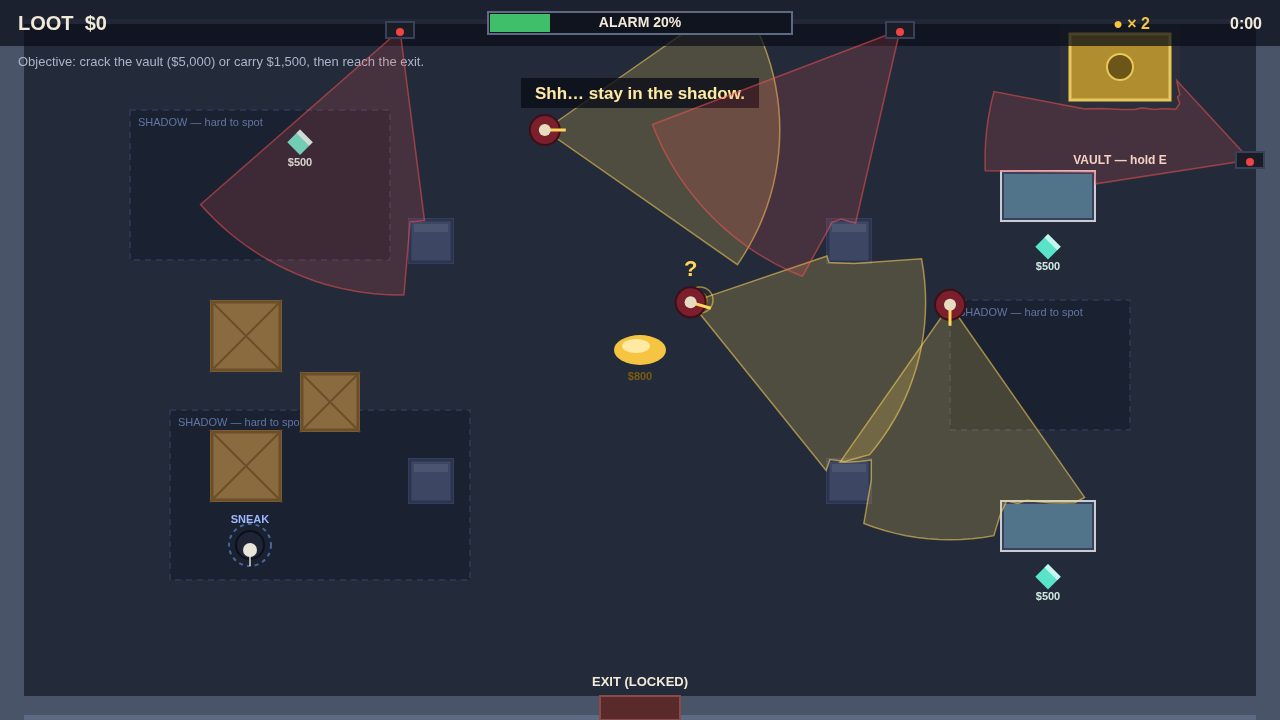 LOOT $0
ALARM 20%
● × 2
0:00
Objective: crack the vault ($5,000) or carry $1,500, then reach the exit.
Shh… stay in the shadow.
SHADOW — hard to spot
$500
VAULT — hold E
$500
?
SHADOW — hard to spot
$800
SHADOW — hard to spo
SNEAK
$500
EXIT (LOCKED)